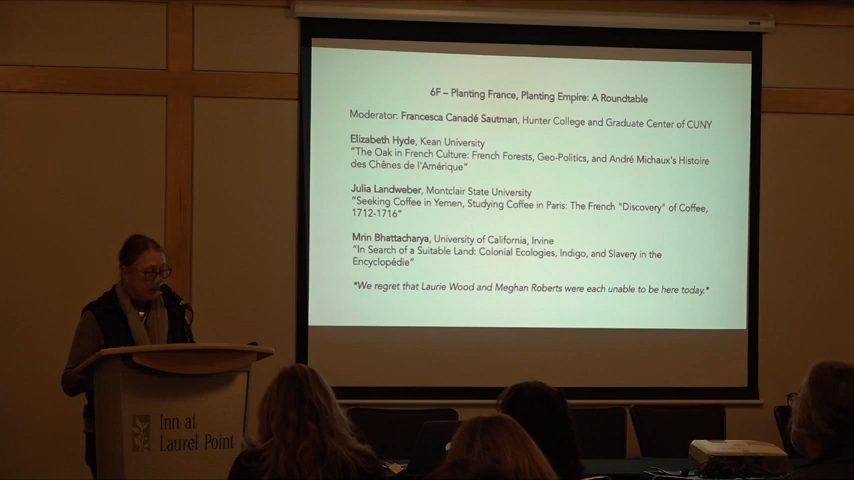 6F – Planting France, Planting Empire: A Roundtable
Moderator: Francesca Canadé Sautman, Hunter College and Graduate Center of CUNY
Elizabeth Hyde, Kean University
"The Oak in French Culture: French Forests, Geo-Politics, and André Michaux's Histoire
des Chênes de l'Amérique"
Julia Landweber, Montclair State University
"Seeking Coffee in Yemen, Studying Coffee in Paris: The French "Discovery" of Coffee,
1712-1716"
Mrin Bhattacharya, University of California, Irvine
"In Search of a Suitable Land: Colonial Ecologies, Indigo, and Slavery in the
Encyclopédie"
*We regret that Laurie Wood and Meghan Roberts were each unable to be here today.*
Inn at
Laurel Point